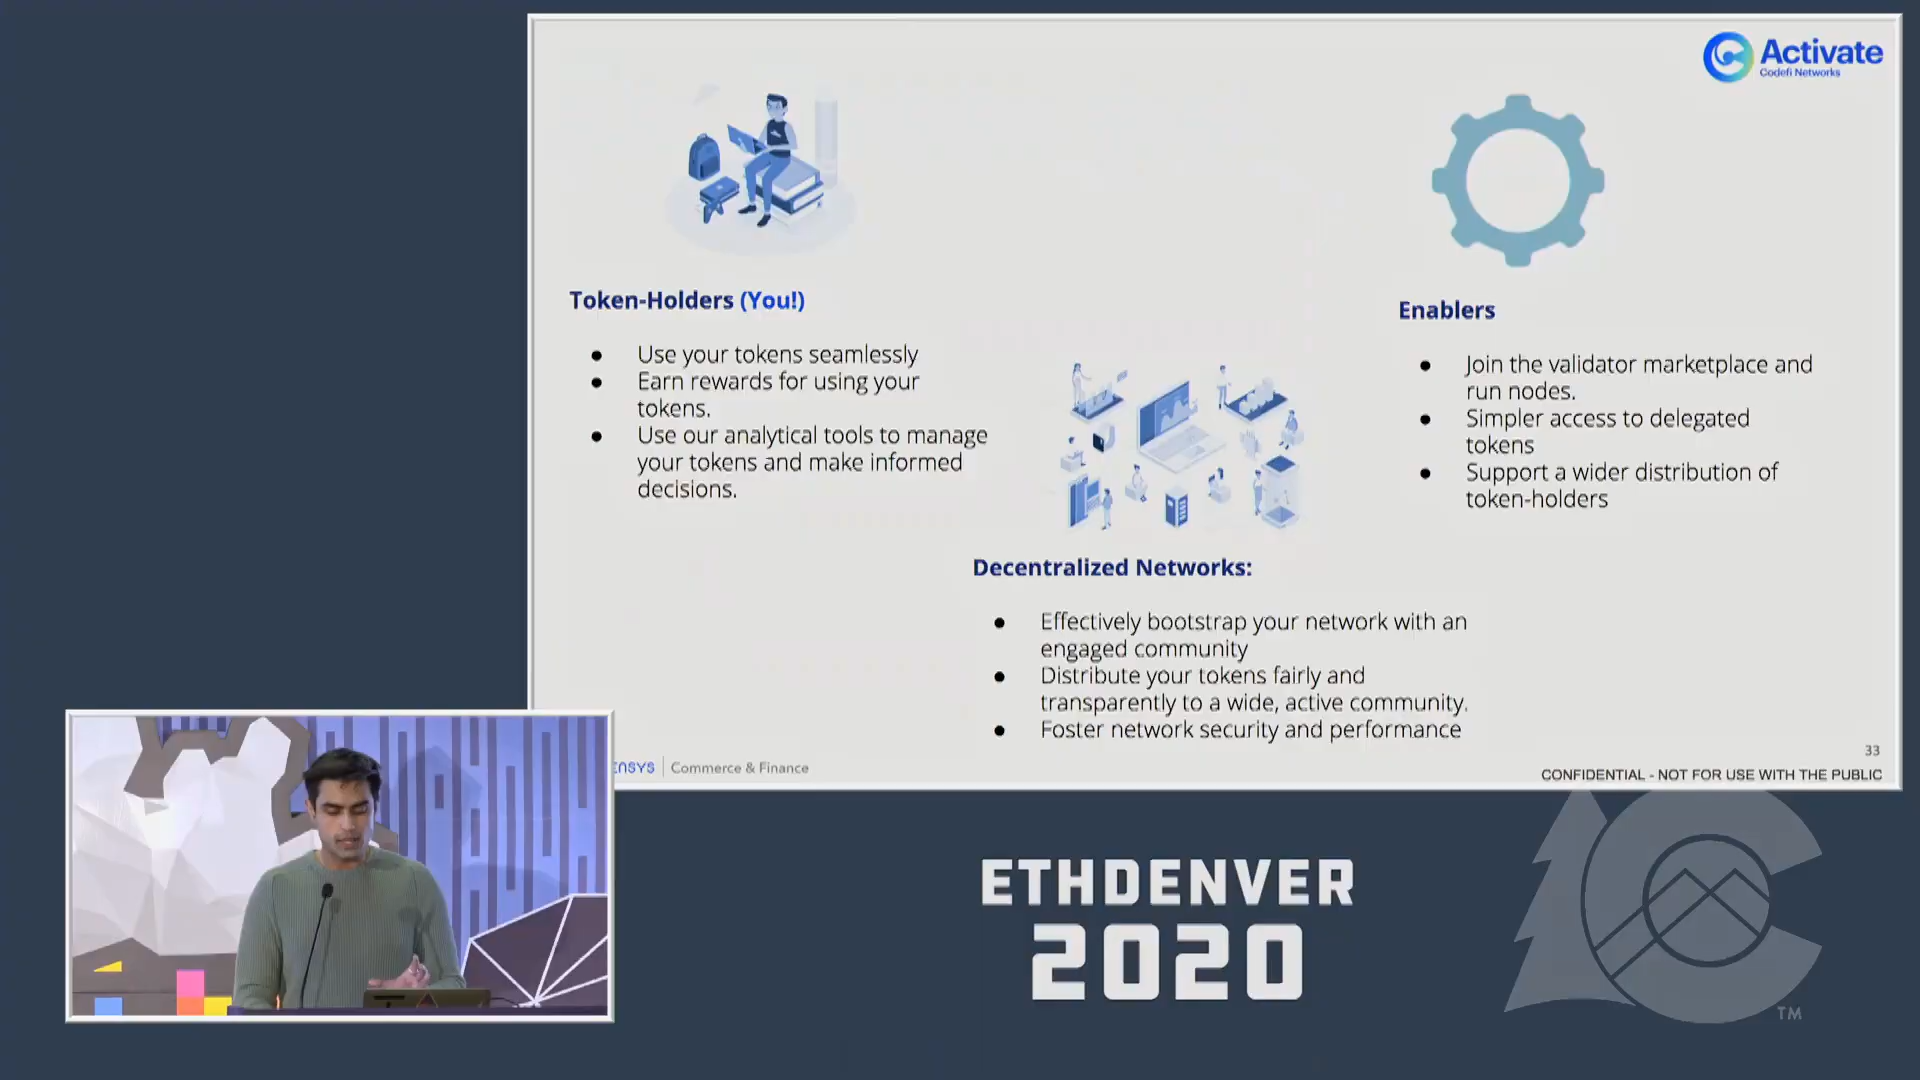 Activate
Codefi Networks
Token-Holders (You!)
● Use your tokens seamlessly
● Earn rewards for using your
tokens.
● Use our analytical tools to manage
your tokens and make informed
decisions.
Enablers
● Join the validator marketplace and
run nodes.
● Simpler access to delegated
tokens
● Support a wider distribution of
token-holders
Decentralized Networks:
● Effectively bootstrap your network with an
engaged community
● Distribute your tokens fairly and
transparently to a wide, active community.
● Foster network security and performance
ENSYS | Commerce & Finance
33
CONFIDENTIAL - NOT FOR USE WITH THE PUBLIC
ETHDENVER
2020
TM